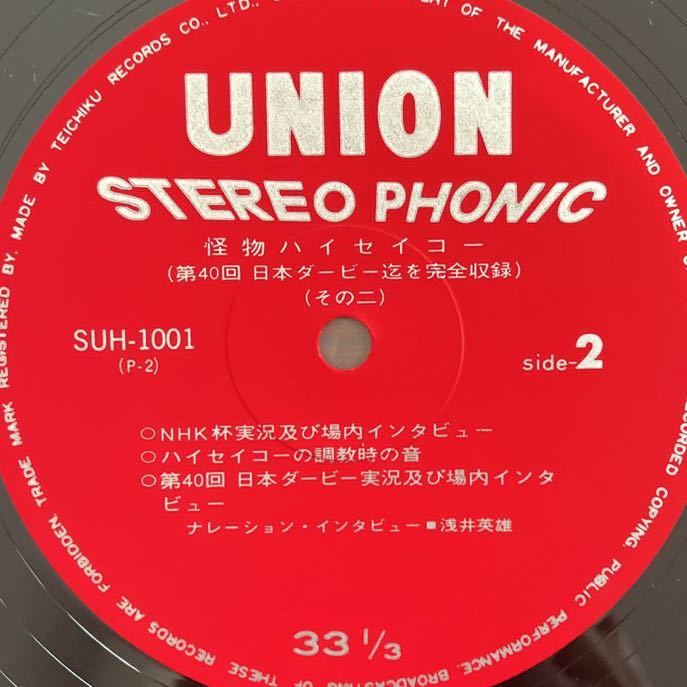 UNION
STEREO PHONIC
怪物ハイセイコー
(第40回 日本ダービー迄を完全収録)
(その二)
SUH-1001
(P-2)
side-2
○NHK杯実況及び場内インタビュー
○ハイセイコーの調教時の音
○第40回 日本ダービー実況及び場内インタ
ビュー
ナレーション・インタビュー■浅井英雄
33 1/3
TRADE MARK REGISTERED BY. MADE BY TEICHIKU RECORDS CO., LTD.,
GHT OF THE MANUFACTURER AND OWNER
RECORDED COPYING, PUBLIC PERFORMANCE, BROADCASTING OF THESE RECORDS ARE FORBIDDEN,